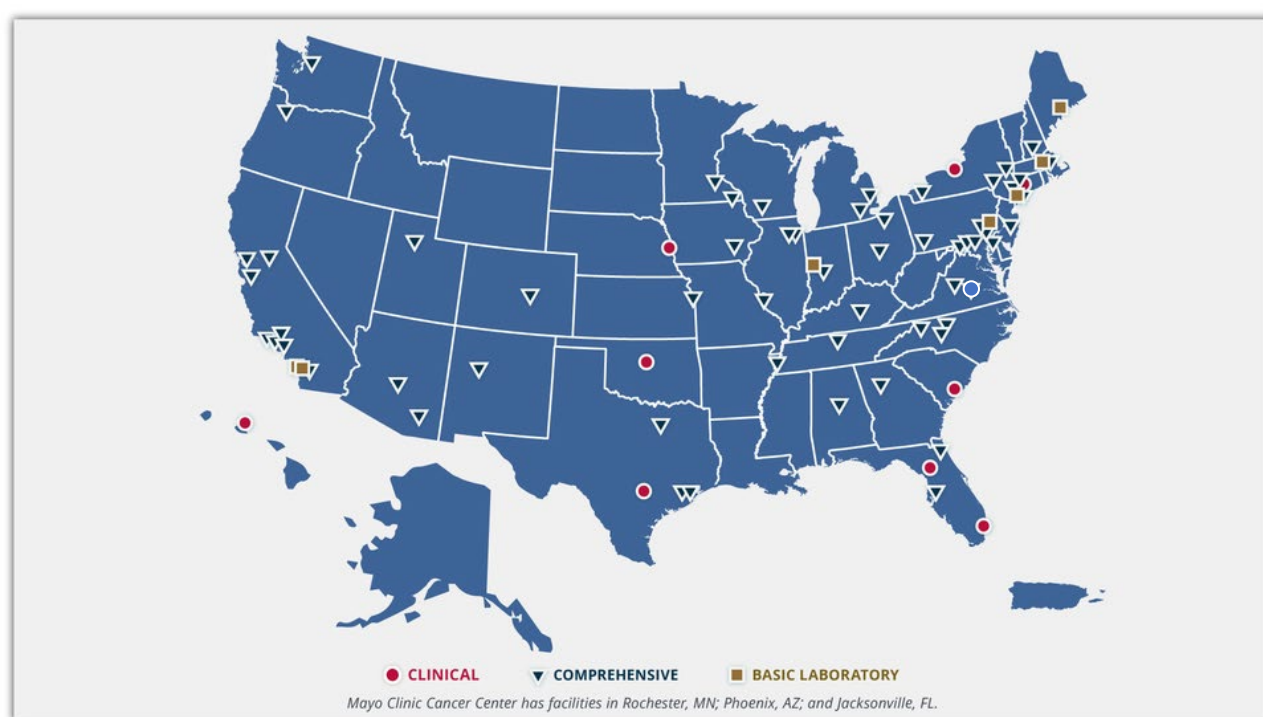 CLINICAL COMPREHENSIVE BASIC LABORATORY
Mayo Clinic Cancer Center has facilities in Rochester, MN; Phoenix, AZ; and Jacksonville, FL.